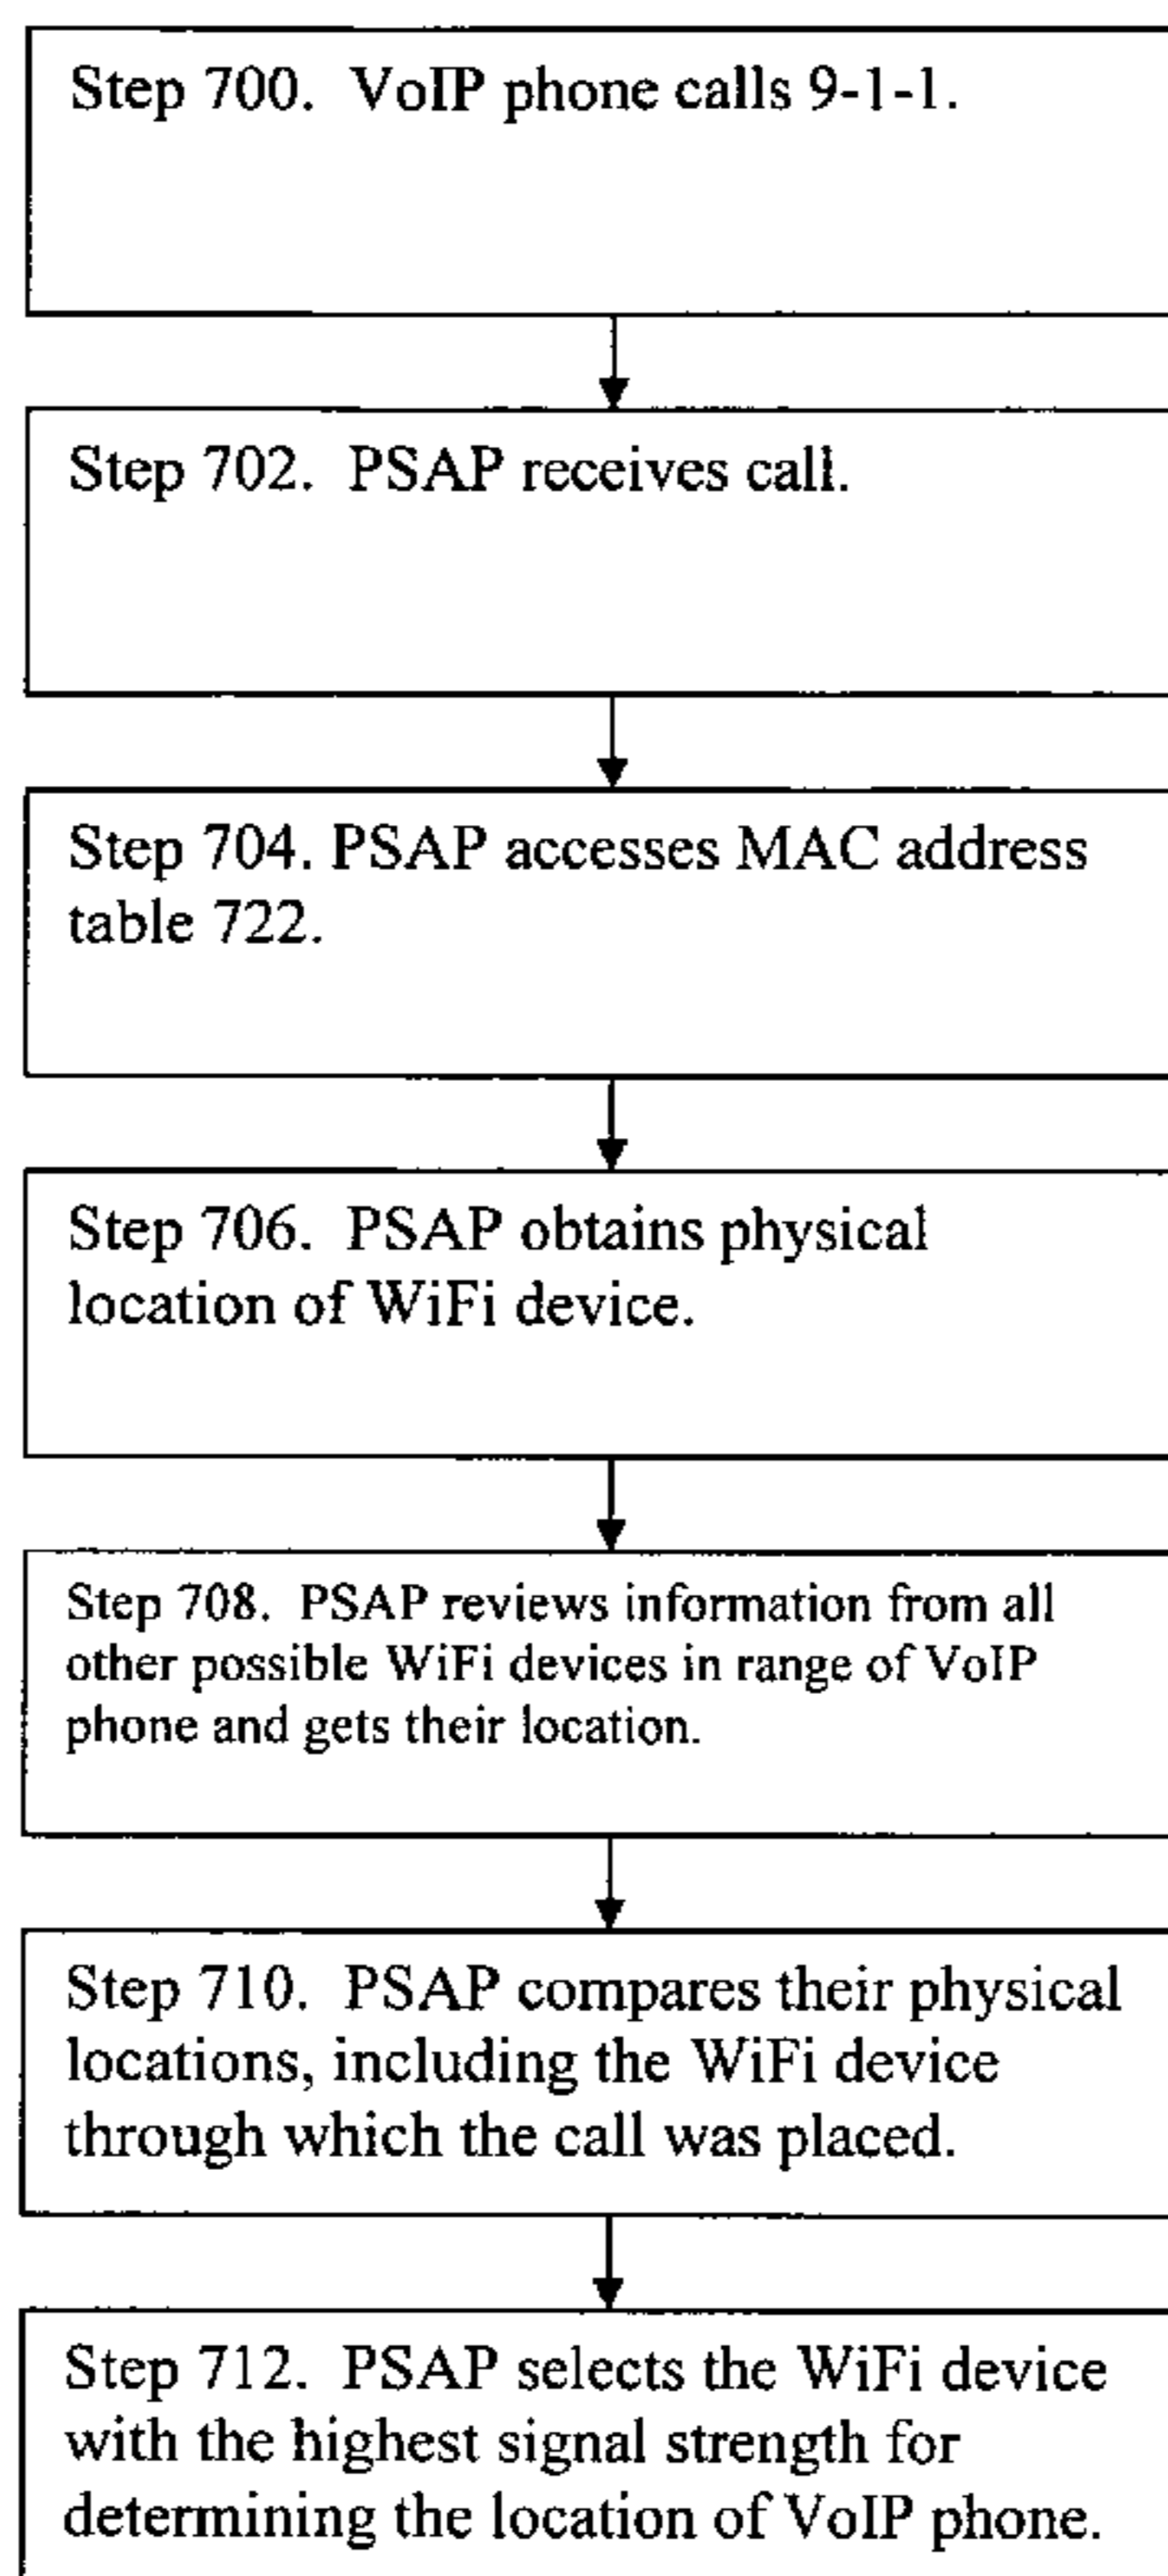 Step 700. VoIP phone calls 9-1-1.
Step 702. PSAP receives call.
Step 704. PSAP accesses MAC address
table 722.
Step 706. PSAP obtains physical
location of WiFi device.
Step 708. PSAP reviews information from all
other possible WiFi devices in range of VoIP
phone and gets their location.
Step 710. PSAP compares their physical
locations, including the WiFi device
through which the call was placed.
Step 712. PSAP selects the WiFi device
with the highest signal strength for
determining the location of VoIP phone.